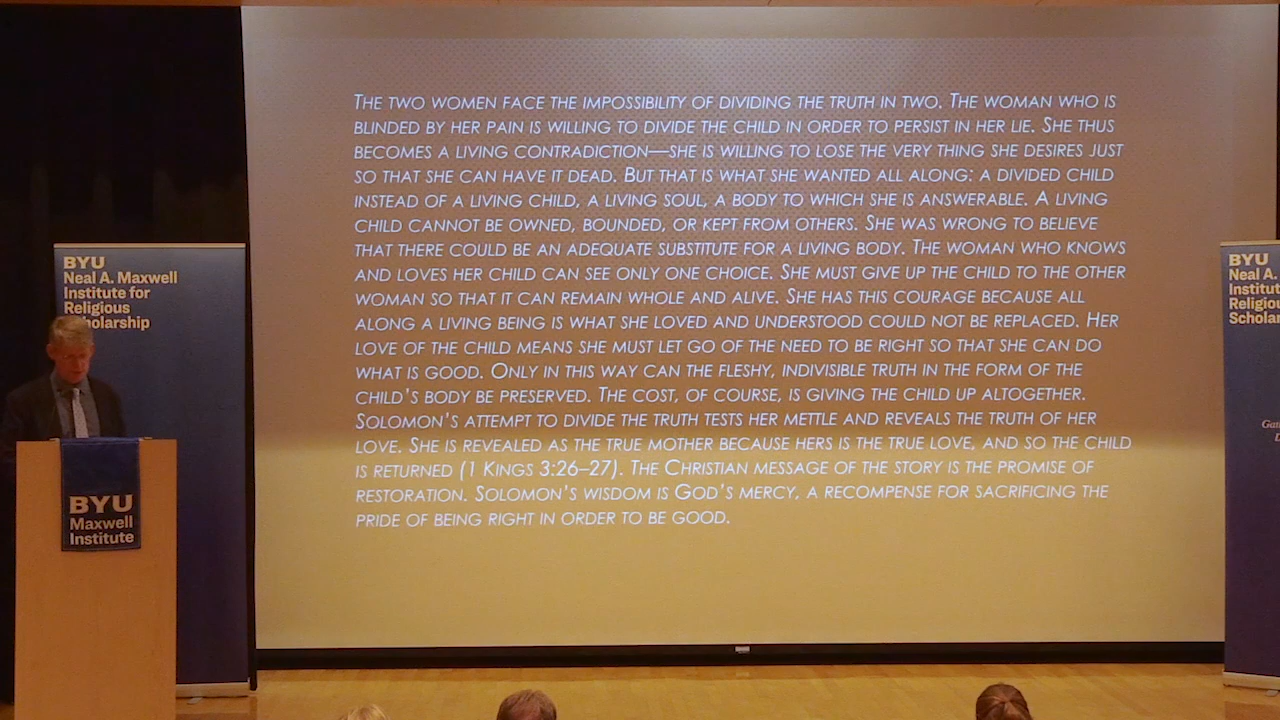 THE TWO WOMEN FACE THE IMPOSSIBILITY OF DIVIDING THE TRUTH IN TWO. THE WOMAN WHO IS
BLINDED BY HER PAIN IS WILLING TO DIVIDE THE CHILD IN ORDER TO PERSIST IN HER LIE. SHE THUS
BECOMES A LIVING CONTRADICTION—SHE IS WILLING TO LOSE THE VERY THING SHE DESIRES JUST
SO THAT SHE CAN HAVE IT DEAD. BUT THAT IS WHAT SHE WANTED ALL ALONG: A DIVIDED CHILD
INSTEAD OF A LIVING CHILD, A LIVING SOUL, A BODY TO WHICH SHE IS ANSWERABLE. A LIVING
CHILD CANNOT BE OWNED, BOUNDED, OR KEPT FROM OTHERS. SHE WAS WRONG TO BELIEVE
THAT THERE COULD BE AN ADEQUATE SUBSTITUTE FOR A LIVING BODY. THE WOMAN WHO KNOWS
AND LOVES HER CHILD CAN SEE ONLY ONE CHOICE. SHE MUST GIVE UP THE CHILD TO THE OTHER
WOMAN SO THAT IT CAN REMAIN WHOLE AND ALIVE. SHE HAS THIS COURAGE BECAUSE ALL
ALONG A LIVING BEING IS WHAT SHE LOVED AND UNDERSTOOD COULD NOT BE REPLACED. HER
LOVE OF THE CHILD MEANS SHE MUST LET GO OF THE NEED TO BE RIGHT SO THAT SHE CAN DO
WHAT IS GOOD. ONLY IN THIS WAY CAN THE FLESHY, INDIVISIBLE TRUTH IN THE FORM OF THE
CHILD'S BODY BE PRESERVED. THE COST, OF COURSE, IS GIVING THE CHILD UP ALTOGETHER.
SOLOMON'S ATTEMPT TO DIVIDE THE TRUTH TESTS HER METTLE AND REVEALS THE TRUTH OF HER
LOVE. SHE IS REVEALED AS THE TRUE MOTHER BECAUSE HERS IS THE TRUE LOVE, AND SO THE CHILD
IS RETURNED (1 KINGS 3:26–27). THE CHRISTIAN MESSAGE OF THE STORY IS THE PROMISE OF
RESTORATION. SOLOMON'S WISDOM IS GOD'S MERCY, A RECOMPENSE FOR SACRIFICING THE
PRIDE OF BEING RIGHT IN ORDER TO BE GOOD.
BYU
Neal A. Maxwell
Institute for
Religious
Scholarship
BYU
Maxwell
Institute
BYU
Neal A.
Institut
Religiou
Scholar